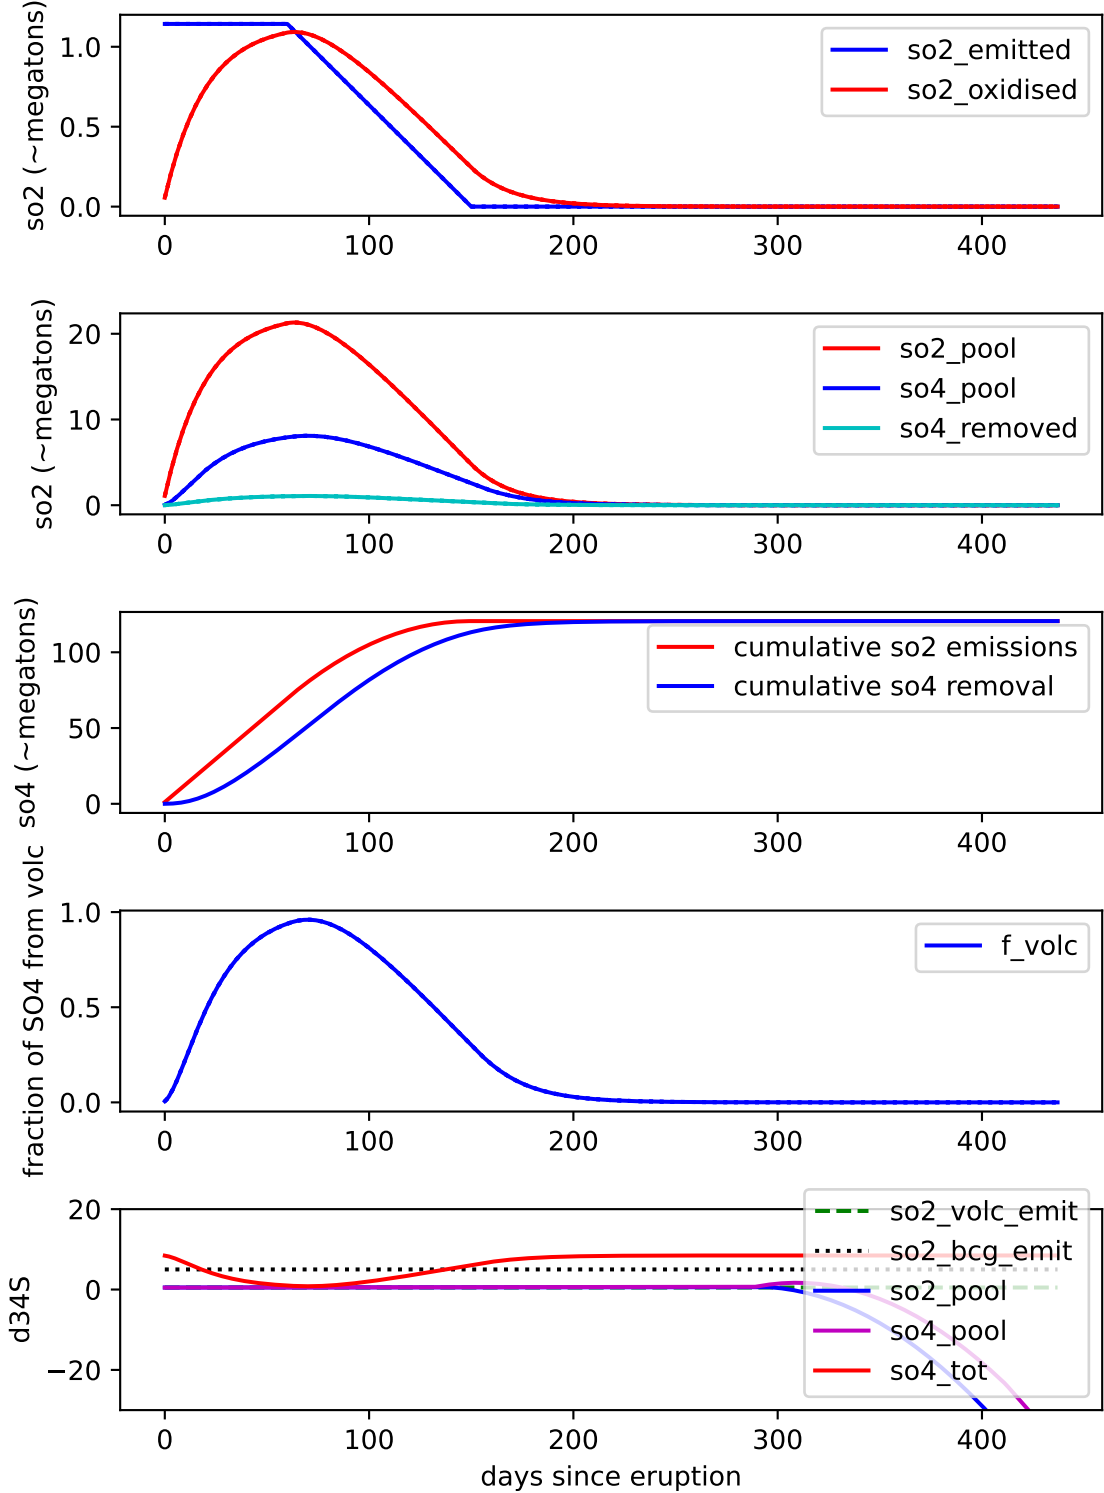 so2 (~megatons)
1.0
0.5
0.0
so2_emitted
so2_oxidised
0 100 200 300 400
so2 (~megatons)
20
10
0
so2_pool
so4_pool
so4_removed
0 100 200 300 400
so4 (~megatons)
100
50
0
cumulative so2 emissions
cumulative so4 removal
0 100 200 300 400
fraction of SO4 from volc
1.0
0.5
0.0
f_volc
0 100 200 300 400
d34S
20
0
−20
so2_volc_emit
so2_bcg_emit
so2_pool
so4_pool
so4_tot
0 100 200 300 400
days since eruption